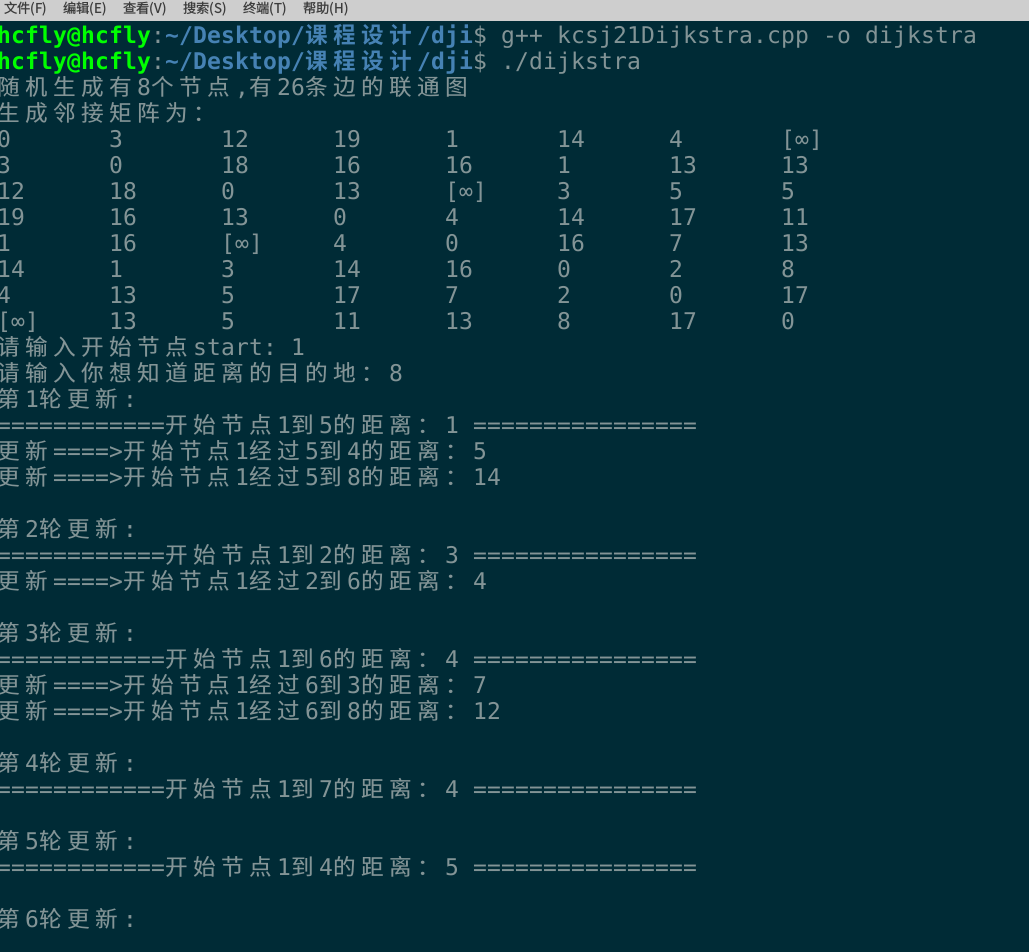 文件(F) 编辑(E) 查看(V) 搜索(S) 终端(T) 帮助(H)
hcfly@hcfly:~/Desktop/课程设计/dji$ g++ kcsj21Dijkstra.cpp -o dijkstra
hcfly@hcfly:~/Desktop/课程设计/dji$ ./dijkstra
随机生成有8个节点,有26条边的联通图
生成邻接矩阵为:
0 3 12 19 1 14 4 [∞]
3 0 18 16 16 1 13 13
12 18 0 13 [∞] 3 5 5
19 16 13 0 4 14 17 11
1 16 [∞] 4 0 16 7 13
14 1 3 14 16 0 2 8
4 13 5 17 7 2 0 17
[∞] 13 5 11 13 8 17 0
请输入开始节点start: 1
请输入你想知道距离的目的地: 8
第1轮更新:
============开始节点1到5的距离: 1 ================
更新====>开始节点1经过5到4的距离: 5
更新====>开始节点1经过5到8的距离: 14
第2轮更新:
============开始节点1到2的距离: 3 ================
更新====>开始节点1经过2到6的距离: 4
第3轮更新:
============开始节点1到6的距离: 4 ================
更新====>开始节点1经过6到3的距离: 7
更新====>开始节点1经过6到8的距离: 12
第4轮更新:
============开始节点1到7的距离: 4 ================
第5轮更新:
============开始节点1到4的距离: 5 ================
第6轮更新: